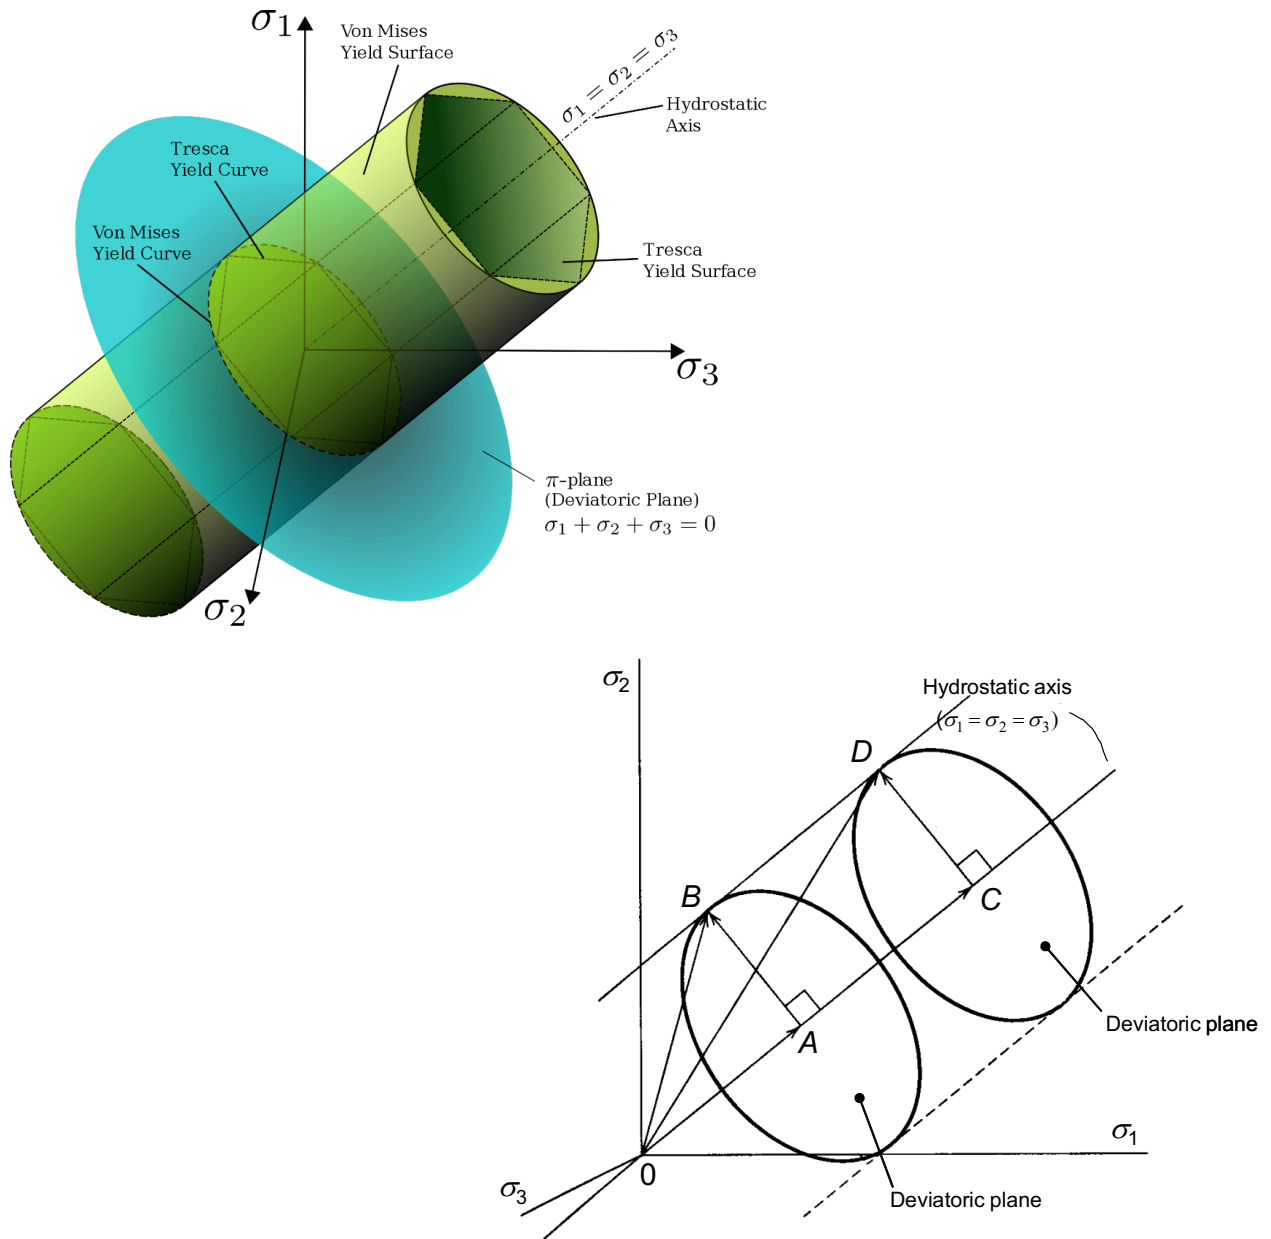 σ1
Von Mises
Yield Surface
σ1 = σ2 = σ3
Hydrostatic
Axis
Tresca
Yield Curve
Von Mises
Yield Curve
Tresca
Yield Surface
σ3
π-plane
(Deviatoric Plane)
σ1 + σ2 + σ3 = 0
σ2
σ2
Hydrostatic axis
(σ1 = σ2 = σ3)
D
B
C
A
Deviatoric plane
σ1
0
σ3
Deviatoric plane